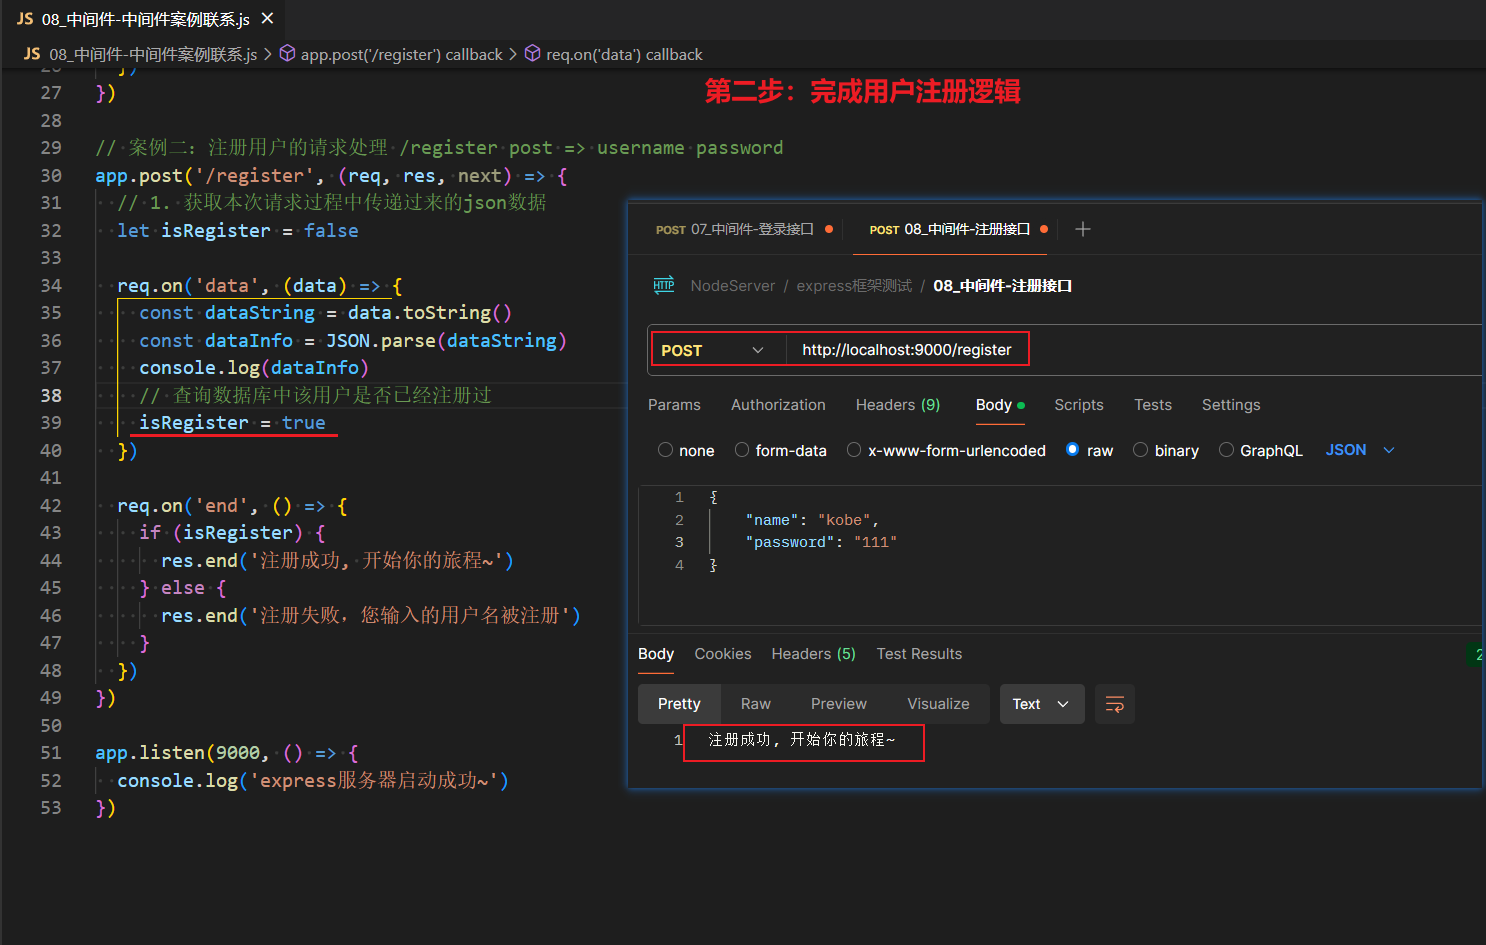 JS 08_中间件-中间件案例联系.js ×
JS 08_中间件-中间件案例联系.js > app.post('/register') callback > req.on('data') callback
第二步：完成用户注册逻辑
26 })
27 })
28
29 // 案例二：注册用户的请求处理 /register post => username password
30 app.post('/register', (req, res, next) => {
31 // 1. 获取本次请求过程中传递过来的json数据
32 let isRegister = false
33
34 req.on('data', (data) => {
35 const dataString = data.toString()
36 const dataInfo = JSON.parse(dataString)
37 console.log(dataInfo)
38 // 查询数据库中该用户是否已经注册过
39 isRegister = true
40 })
41
42 req.on('end', () => {
43 if (isRegister) {
44 res.end('注册成功, 开始你的旅程~')
45 } else {
46 res.end('注册失败，您输入的用户名被注册')
47 }
48 })
49 })
50
51 app.listen(9000, () => {
52 console.log('express服务器启动成功~')
53 })
POST 07_中间件-登录接口 POST 08_中间件-注册接口 +
HTTP NodeServer / express框架测试 / 08_中间件-注册接口
POST http://localhost:9000/register
Params Authorization Headers (9) Body Scripts Tests Settings
none form-data x-www-form-urlencoded raw binary GraphQL JSON
1 {
2 "name": "kobe",
3 "password": "111"
4 }
Body Cookies Headers (5) Test Results 2
Pretty Raw Preview Visualize Text
1 注册成功, 开始你的旅程~